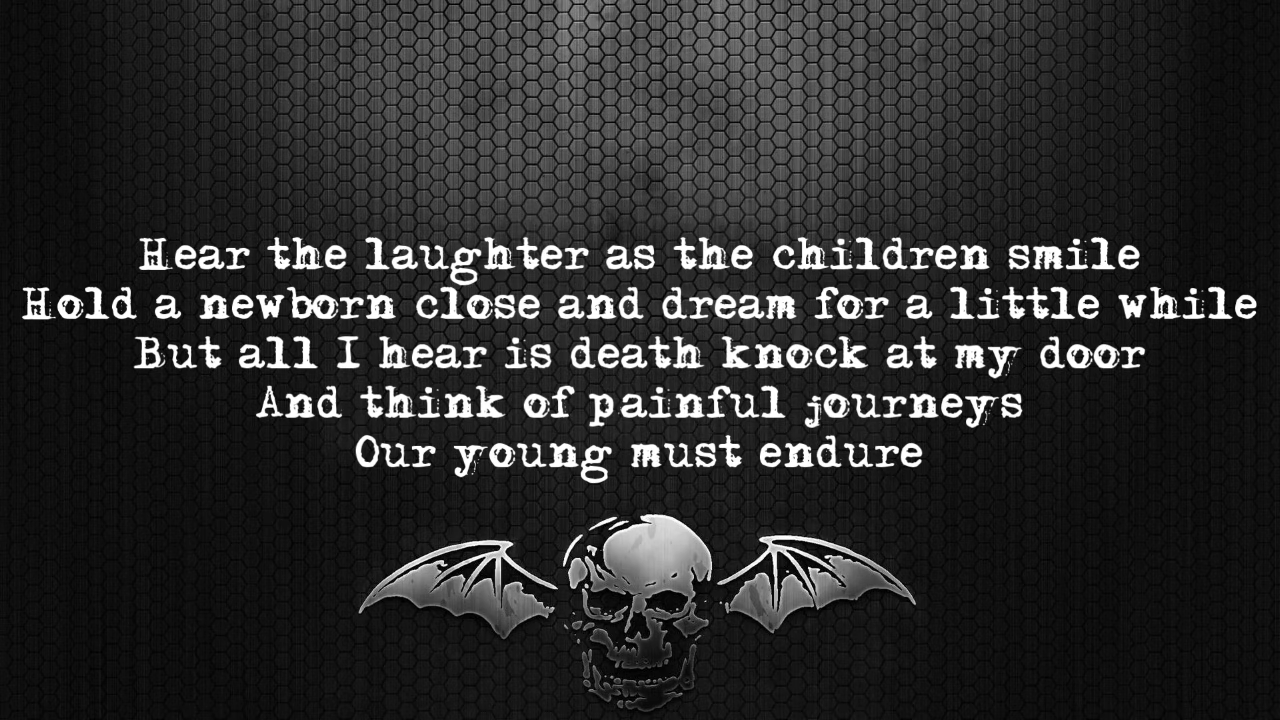 Hear the laughter as the children smile
Hold a newborn close and dream for a little while
But all I hear is death knock at my door
And think of painful journeys
Our young must endure